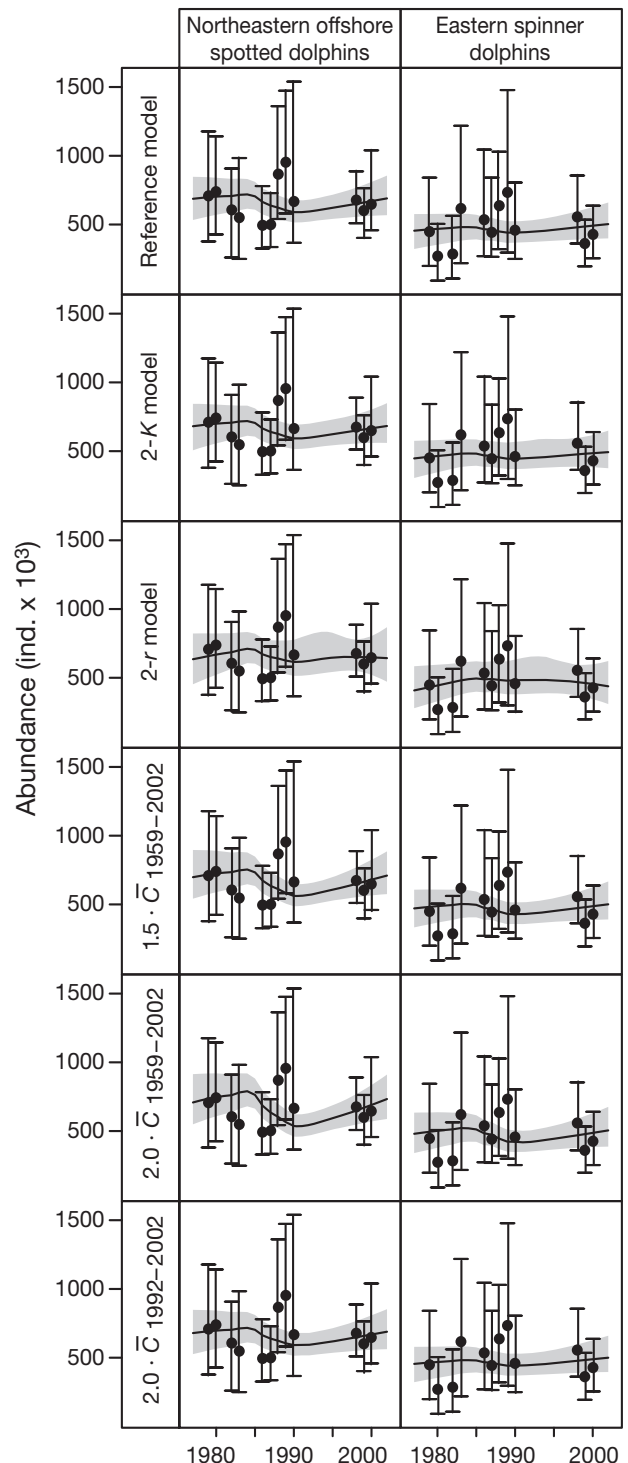 Northeastern offshore
spotted dolphins
Eastern spinner
dolphins
Abundance (ind. x 10³)
Reference model
1500
1000
500
2-K model
1500
1000
500
2-r model
1500
1000
500
1.5 · C̅ 1959–2002
1500
1000
500
2.0 · C̅ 1959–2002
1500
1000
500
2.0 · C̅ 1992–2002
1500
1000
500
1980 1990 2000 1980 1990 2000